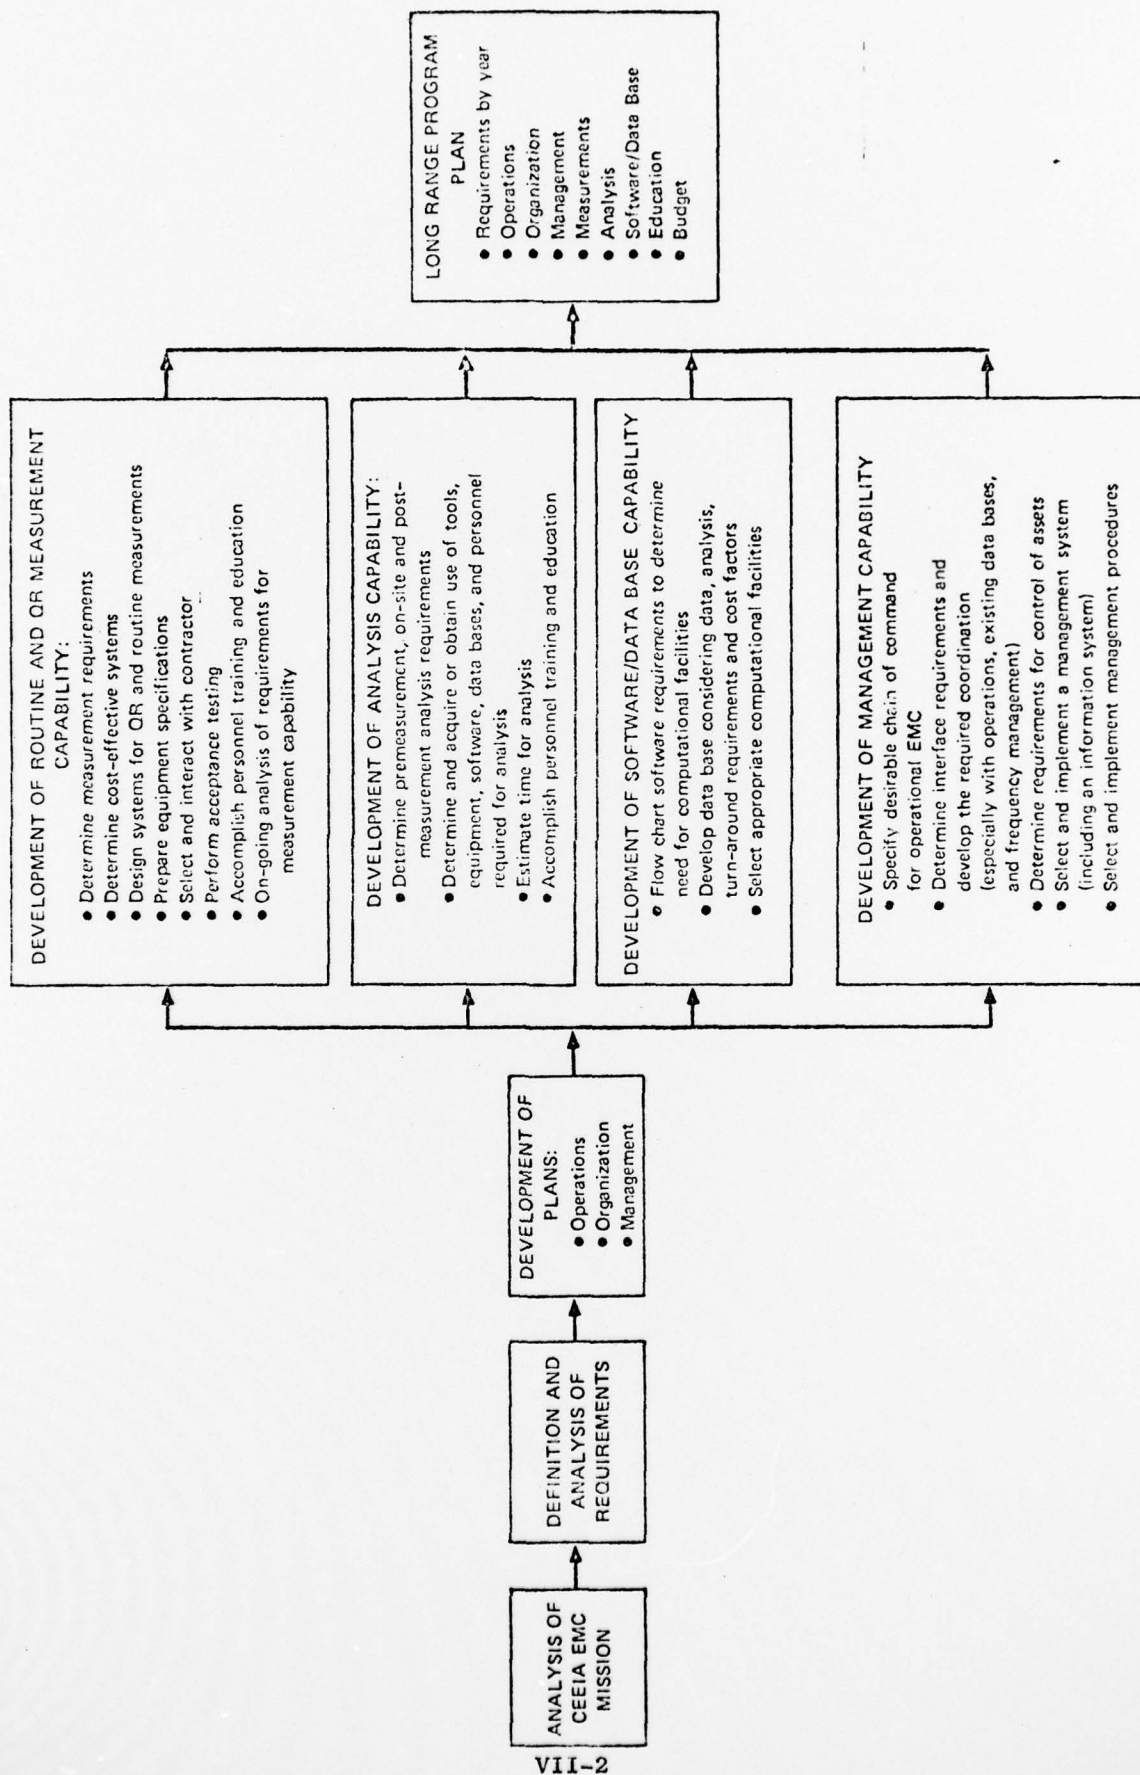 ANALYSIS OF
CEEIA EMC
MISSION
DEFINITION AND
ANALYSIS OF
REQUIREMENTS
DEVELOPMENT OF
PLANS:
● Operations
● Organization
● Management
DEVELOPMENT OF ROUTINE AND QR MEASUREMENT
CAPABILITY:
● Determine measurement requirements
● Determine cost-effective systems
● Design systems for QR and routine measurements
● Prepare equipment specifications
● Select and interact with contractor
● Perform acceptance testing
● Accomplish personnel training and education
● On-going analysis of requirements for
measurement capability
DEVELOPMENT OF ANALYSIS CAPABILITY:
● Determine premeasurement, on-site and post-
measurement analysis requirements
● Determine and acquire or obtain use of tools,
equipment, software, data bases, and personnel
required for analysis
● Estimate time for analysis
● Accomplish personnel training and education
DEVELOPMENT OF SOFTWARE/DATA BASE CAPABILITY
● Flow chart software requirements to determine
need for computational facilities
● Develop data base considering data, analysis,
turn-around requirements and cost factors
● Select appropriate computational facilities
DEVELOPMENT OF MANAGEMENT CAPABILITY
● Specify desirable chain of command
for operational EMC
● Determine interface requirements and
develop the required coordination
(especially with operations, existing data bases,
and frequency management)
● Determine requirements for control of assets
● Select and implement a management system
(including an information system)
● Select and implement management procedures
LONG RANGE PROGRAM
PLAN
● Requirements by year
● Operations
● Organization
● Management
● Measurements
● Analysis
● Software/Data Base
● Education
● Budget
VII-2